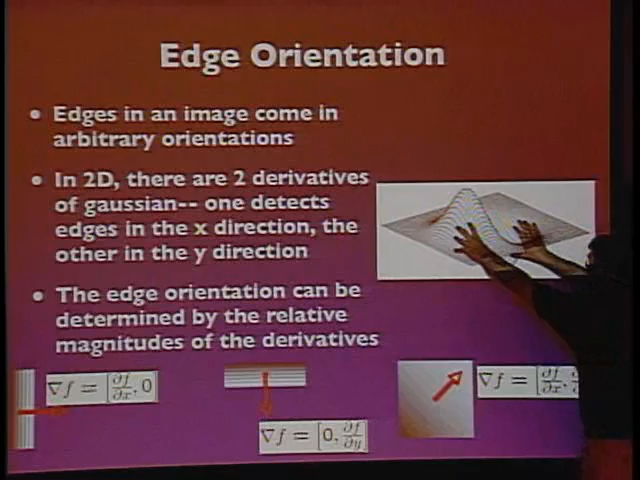 Edge Orientation
• Edges in an image come in
arbitrary orientations
• In 2D, there are 2 derivatives
of gaussian-- one detects
edges in the x direction, the
other in the y direction
• The edge orientation can be
determined by the relative
magnitudes of the derivatives
∇f = [∂f/∂x, 0
∇f = [0, ∂f/∂y
∇f = [∂f/∂x,